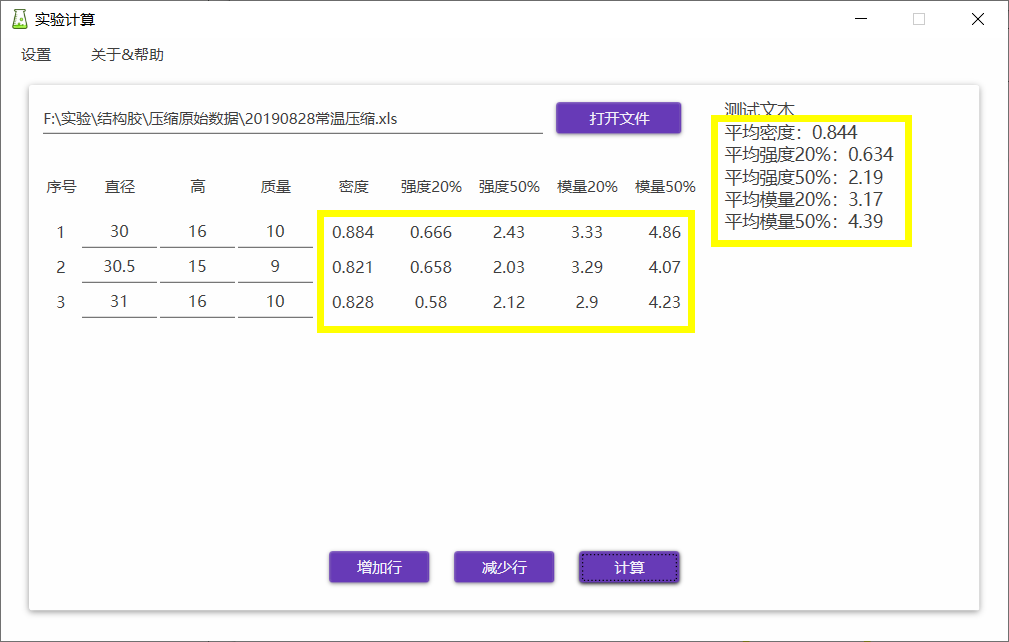 实验计算
设置 关于&帮助
F:\实验\结构胶\压缩原始数据\20190828常温压缩.xls 打开文件
序号 直径 高 质量 密度 强度20% 强度50% 模量20% 模量50%
1 30 16 10 0.884 0.666 2.43 3.33 4.86
2 30.5 15 9 0.821 0.658 2.03 3.29 4.07
3 31 16 10 0.828 0.58 2.12 2.9 4.23
测试文本
平均密度：0.844
平均强度20%：0.634
平均强度50%：2.19
平均模量20%：3.17
平均模量50%：4.39
增加行 减少行 计算